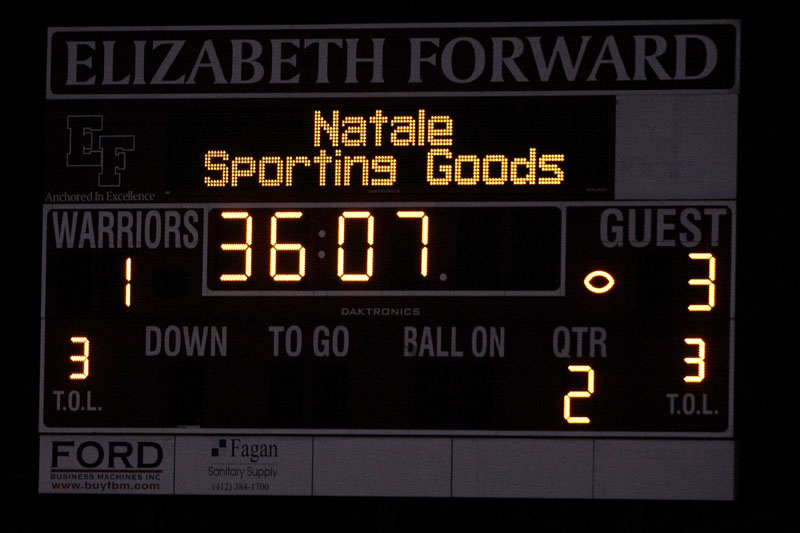 ELIZABETH FORWARD
Natale
Sporting Goods
EF
Anchored In Excellence
WARRIORS 36:07 GUEST
1 3
DAKTRONICS
DOWN TO GO BALL ON QTR
3 2 3
T.O.L. T.O.L.
FORD
BUSINESS MACHINES INC
www.buyfbm.com
Fagan
Sanitary Supply
(412) 384-1700